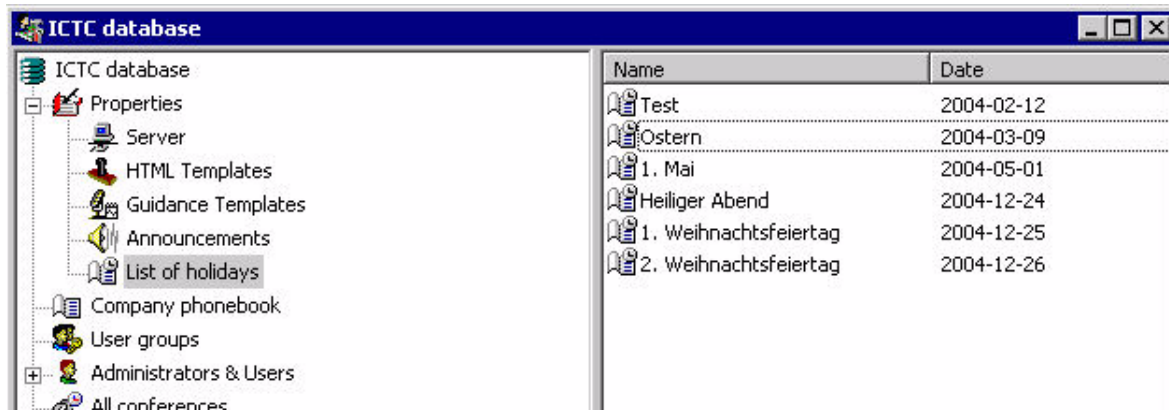 ICTC database
ICTC database
Properties
Server
HTML Templates
Guidance Templates
Announcements
List of holidays
Company phonebook
User groups
Administrators & Users
All conferences
Name Date
Test 2004-02-12
Ostern 2004-03-09
1. Mai 2004-05-01
Heiliger Abend 2004-12-24
1. Weihnachtsfeiertag 2004-12-25
2. Weihnachtsfeiertag 2004-12-26